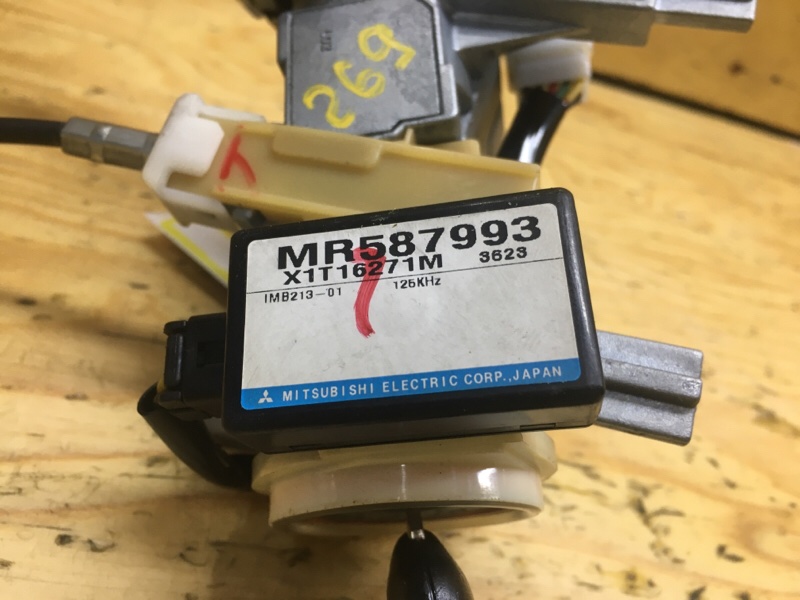 269
MR587993
X1T16271M 3623
IMB213-01 125KHz
MITSUBISHI ELECTRIC CORP.,JAPAN